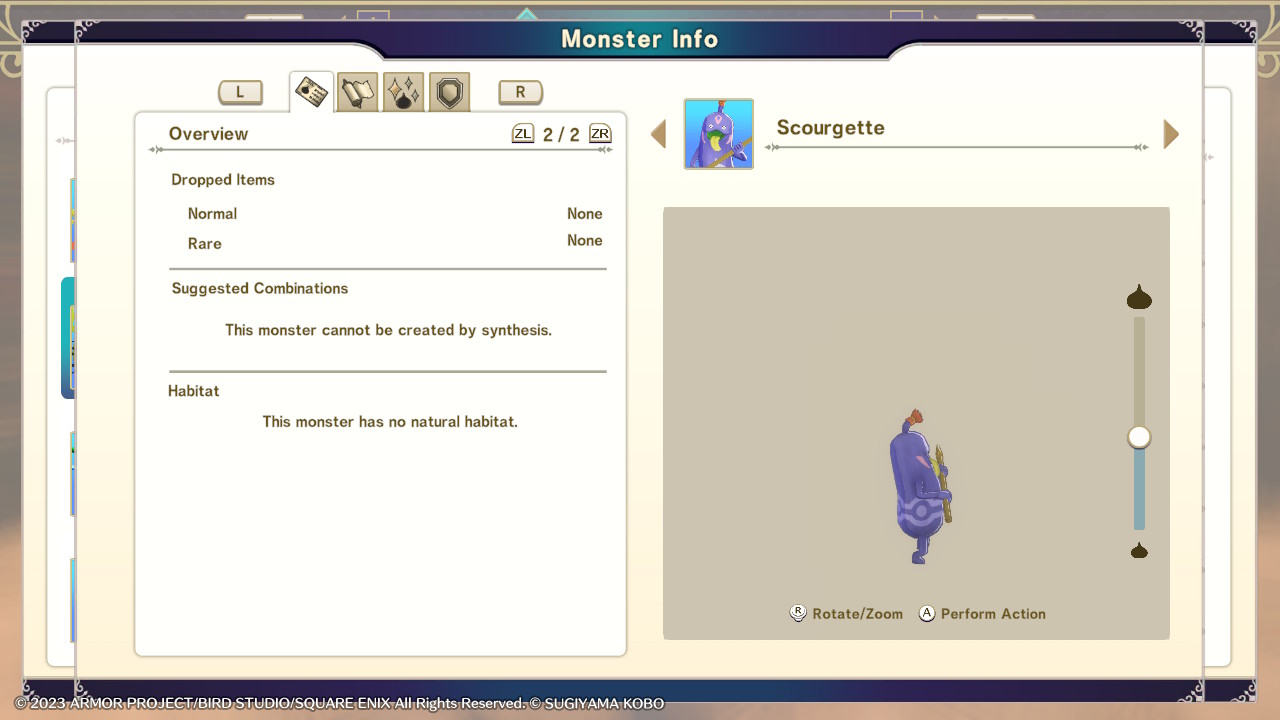 Monster Info
L
R
Overview
ZL 2 / 2 ZR
Dropped Items
Normal None
Rare None
Suggested Combinations
This monster cannot be created by synthesis.
Habitat
This monster has no natural habitat.
Scourgette
R Rotate/Zoom A Perform Action
© 2023 ARMOR PROJECT/BIRD STUDIO/SQUARE ENIX All Rights Reserved. © SUGIYAMA KOBO